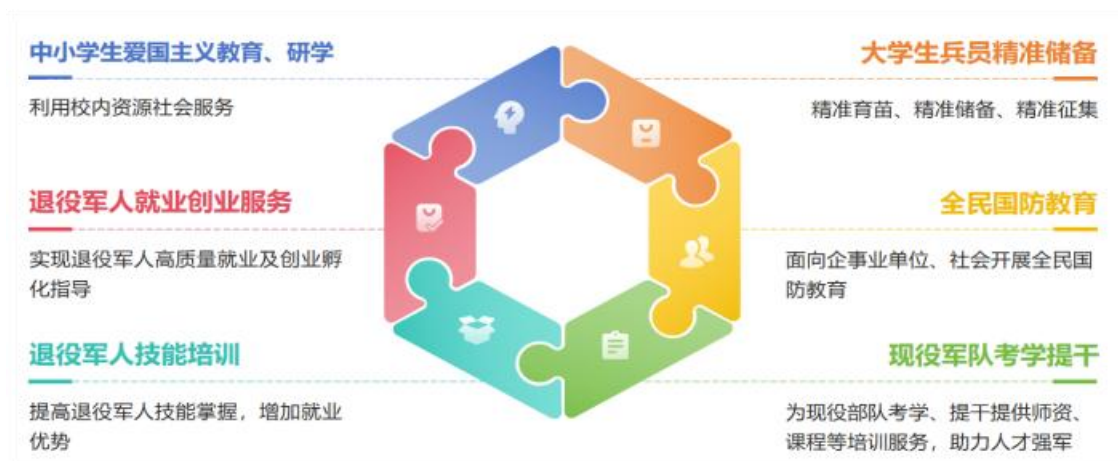 中小学生爱国主义教育、研学
利用校内资源社会服务
大学生兵员精准储备
精准育苗、精准储备、精准征集
退役军人就业创业服务
实现退役军人高质量就业及创业孵
化指导
全民国防教育
面向企事业单位、社会开展全民国
防教育
退役军人技能培训
提高退役军人技能掌握，增加就业
优势
现役军队考学提干
为现役部队考学、提干提供师资、
课程等培训服务，助力人才强军